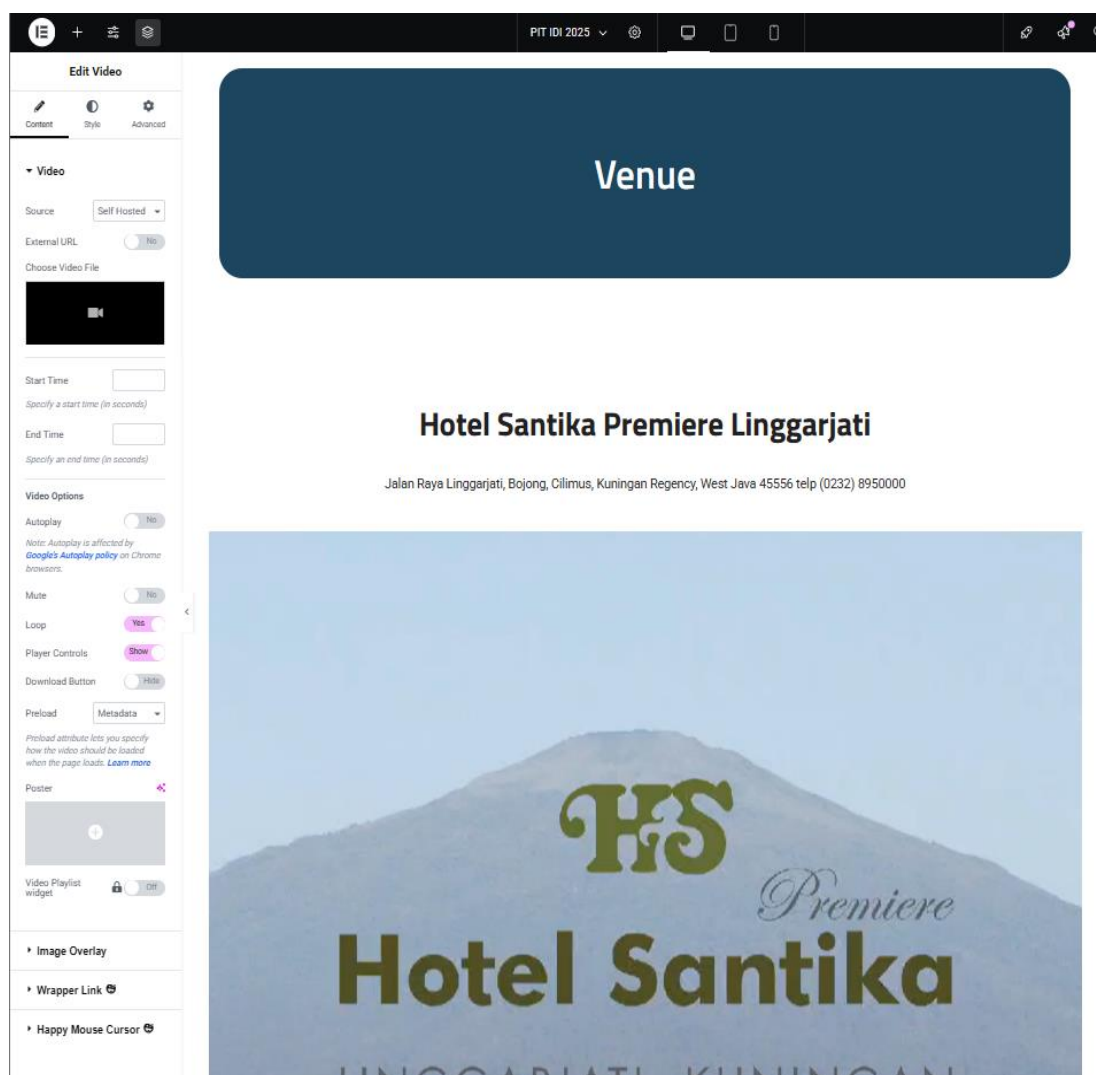 PIT IDI 2025
Edit Video
Content
Style
Advanced
Video
Source
Self Hosted
External URL
No
Choose Video File
Start Time
Specify a start time (in seconds)
End Time
Specify an end time (in seconds)
Video Options
Autoplay
No
Note: Autoplay is affected by
Google's Autoplay policy on Chrome
browsers.
Mute
No
Loop
Yes
Player Controls
Show
Download Button
Hide
Preload
Metadata
Preload attribute lets you specify
how the video should be loaded
when the page loads. Learn more
Poster
Video Playlist
widget
Off
Image Overlay
Wrapper Link
Happy Mouse Cursor
Venue
Hotel Santika Premiere Linggarjati
Jalan Raya Linggarjati, Bojong, Cilimus, Kuningan Regency, West Java 45556 telp (0232) 8950000
HS
Premiere
Hotel Santika
LINGGARJATI, KUNINGAN